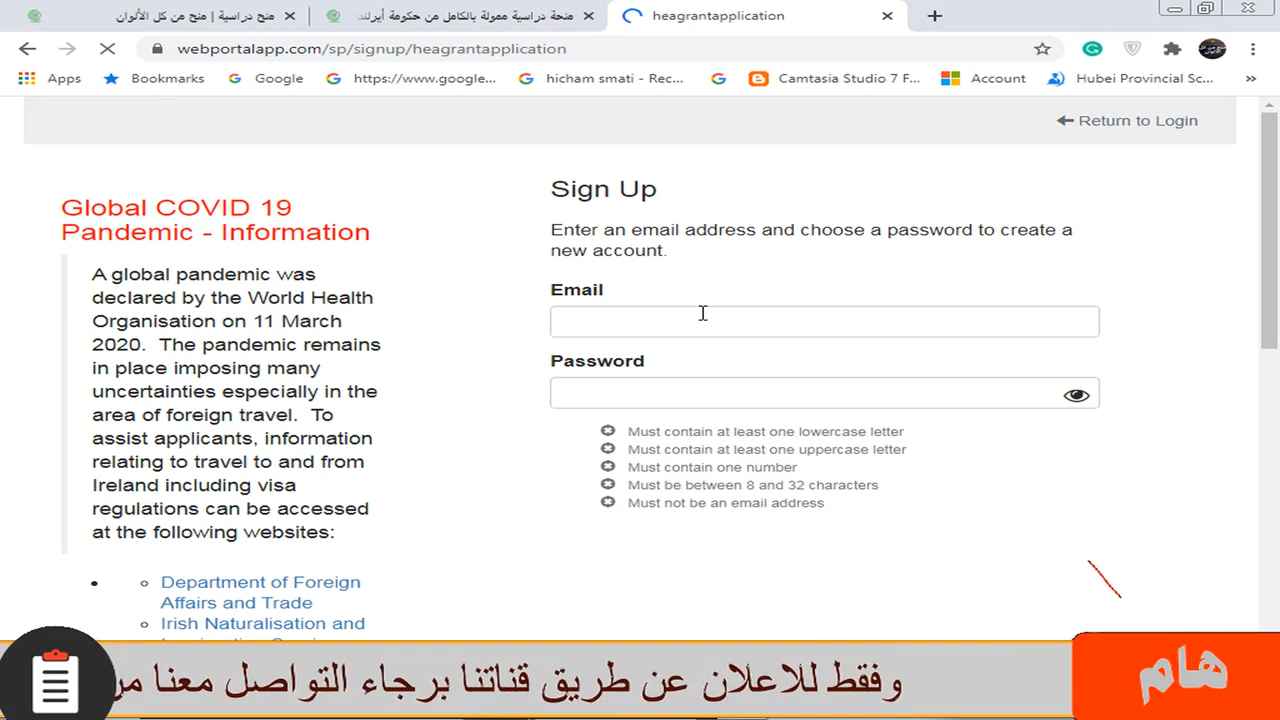 منح دراسية | منح من كل الألوان
منحة دراسية ممولة بالكامل من حكومة أيرلند
heagrantapplication
webportalapp.com/sp/signup/heagrantapplication
Apps Bookmarks Google https://www.google... hicham smati - Rec... Camtasia Studio 7 F... Account Hubei Provincial Sc... »
Return to Login
Global COVID 19
Pandemic - Information
A global pandemic was
declared by the World Health
Organisation on 11 March
2020. The pandemic remains
in place imposing many
uncertainties especially in the
area of foreign travel. To
assist applicants, information
relating to travel to and from
Ireland including visa
regulations can be accessed
at the following websites:
Department of Foreign
Affairs and Trade
Irish Naturalisation and
Sign Up
Enter an email address and choose a password to create a
new account.
Email
Password
Must contain at least one lowercase letter
Must contain at least one uppercase letter
Must contain one number
Must be between 8 and 32 characters
Must not be an email address
هام
وفقط للاعلان عن طريق قناتنا برجاء التواصل معنا من